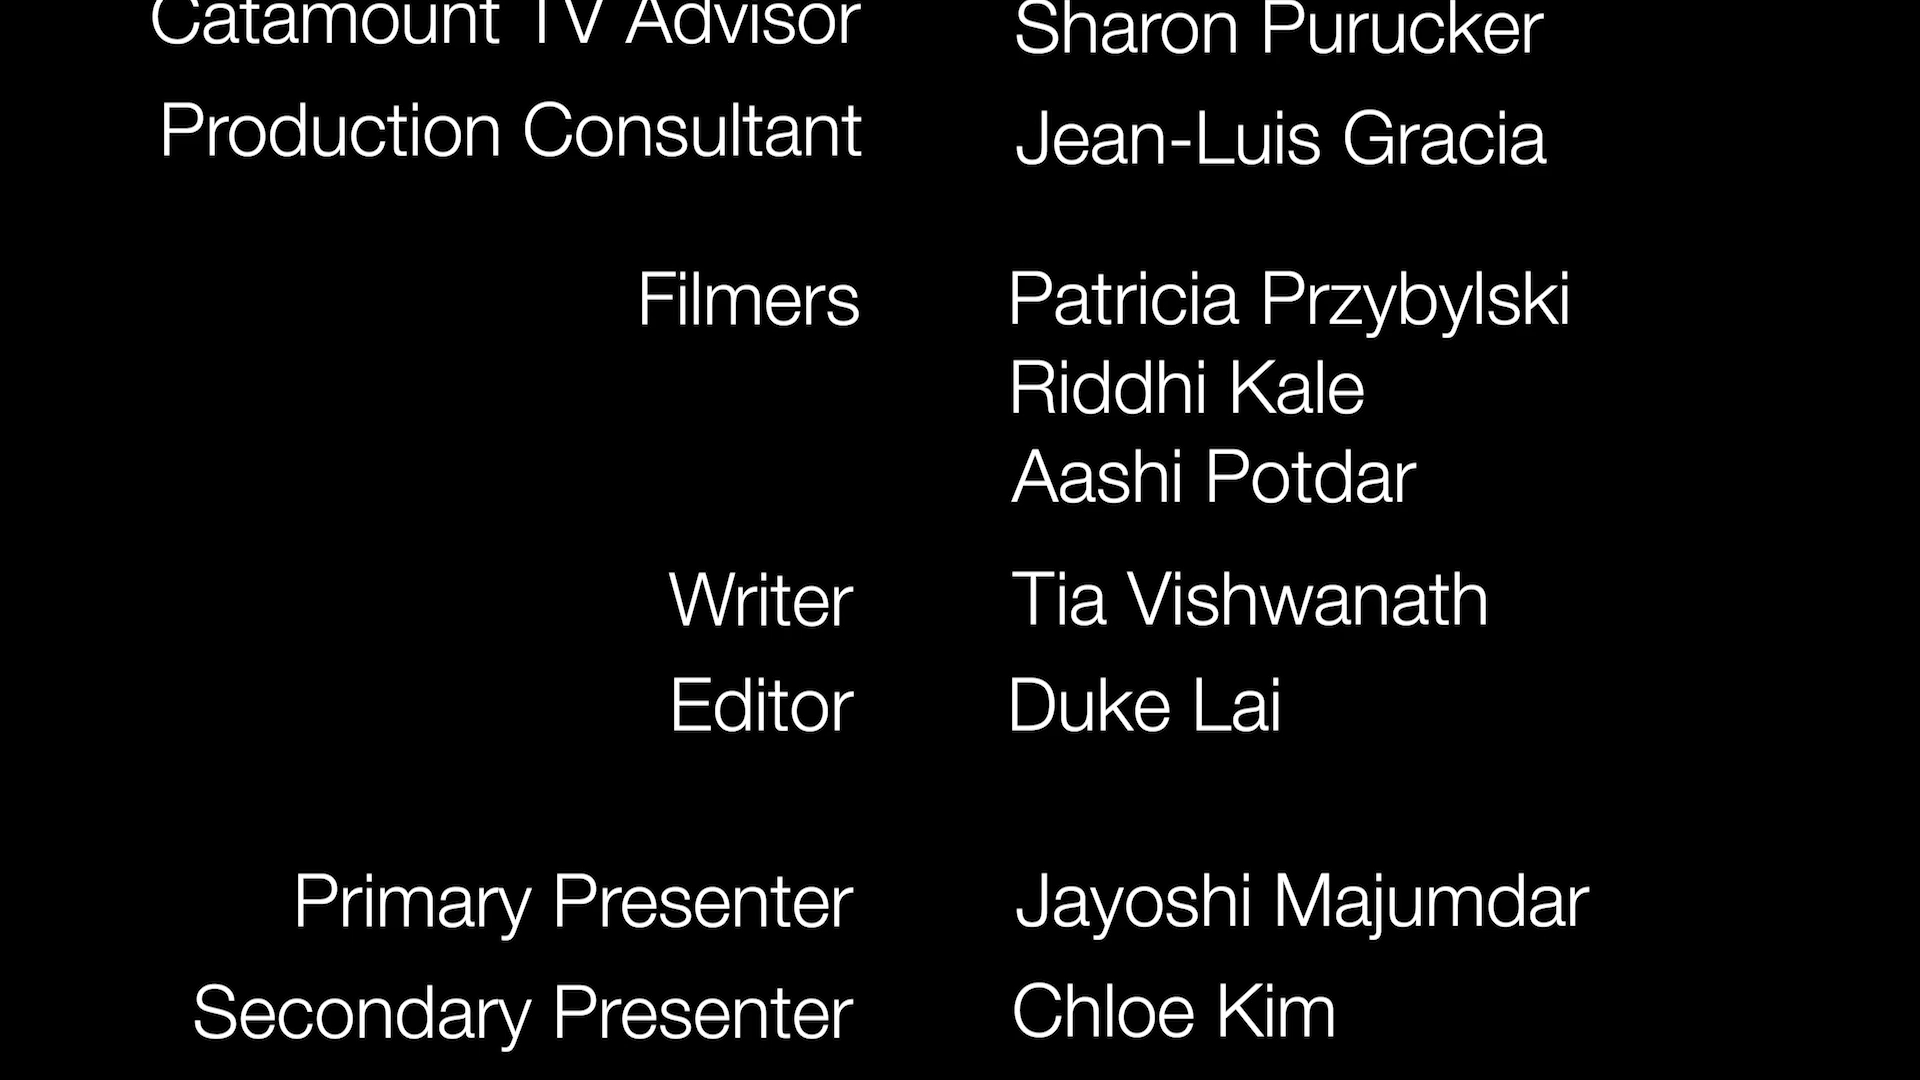 Catamount TV Advisor Sharon Purucker
Production Consultant Jean-Luis Gracia
Filmers Patricia Przybylski
Riddhi Kale
Aashi Potdar
Writer Tia Vishwanath
Editor Duke Lai
Primary Presenter Jayoshi Majumdar
Secondary Presenter Chloe Kim